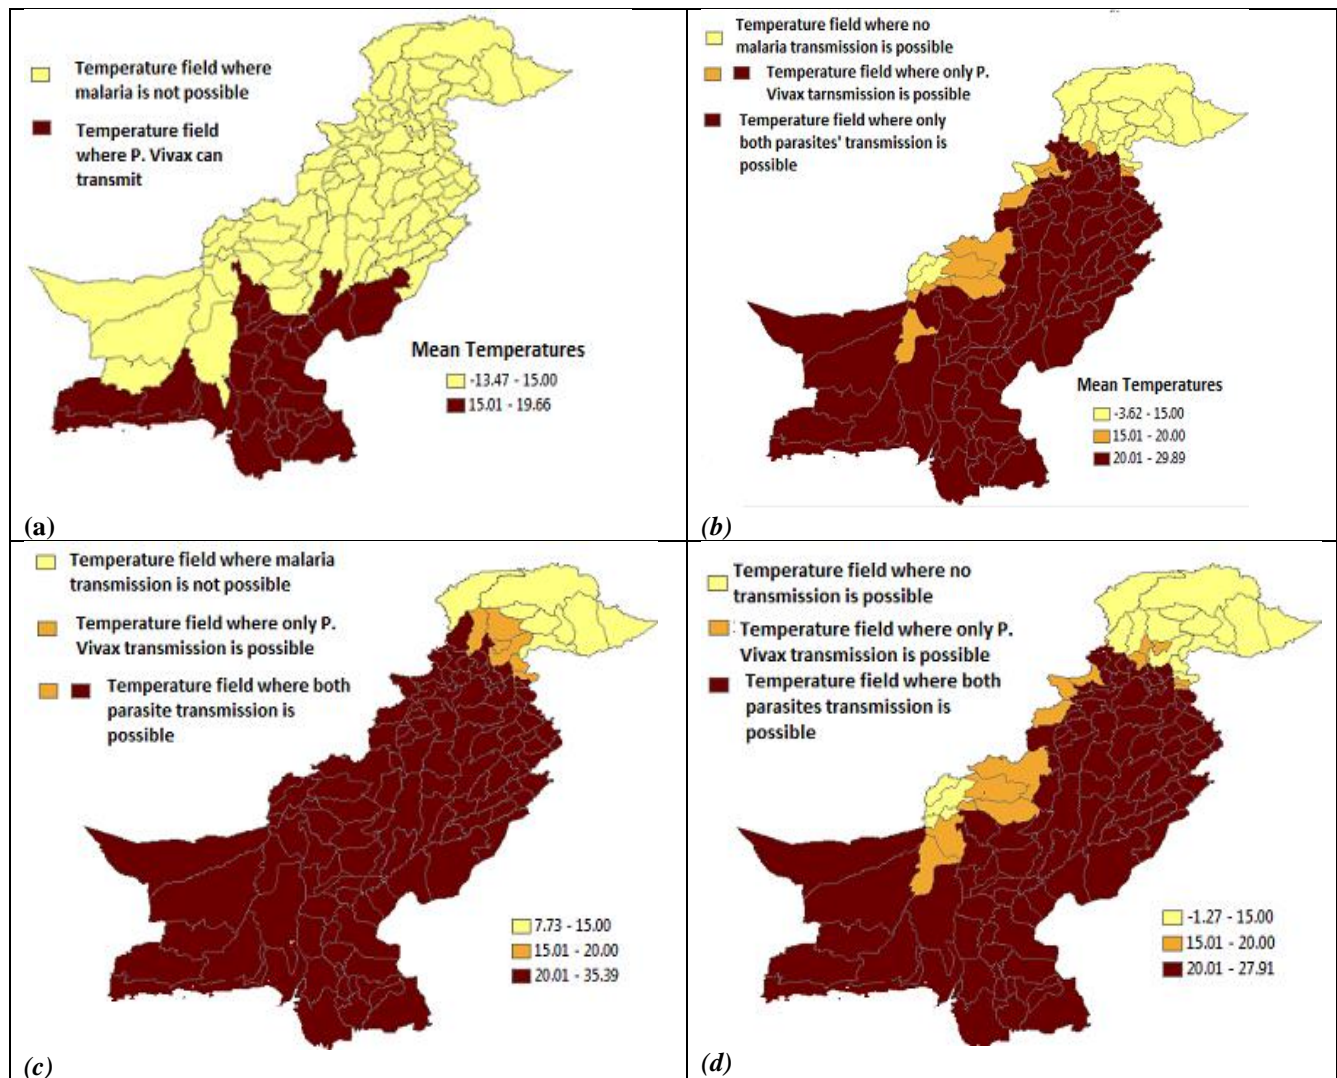 Temperature field where
malaria is not possible
Temperature field
where P. Vivax can
transmit
Mean Temperatures
-13.47 - 15.00
15.01 - 19.66
(a)
Temperature field where no
malaria transmission is possible
Temperature field where only P.
Vivax tarnsmission is possible
Temperature field where only
both parasites' transmission is
possible
Mean Temperatures
-3.62 - 15.00
15.01 - 20.00
20.01 - 29.89
(b)
Temperature field where malaria
transmission is not possible
Temperature field where only P.
Vivax transmission is possible
Temperature field where both
parasite transmission is
possible
7.73 - 15.00
15.01 - 20.00
20.01 - 35.39
(c)
Temperature field where no
transmission is possible
Temperature field where only P.
Vivax transmission is possible
Temperature field where both
parasites transmission is
possible
-1.27 - 15.00
15.01 - 20.00
20.01 - 27.91
(d)